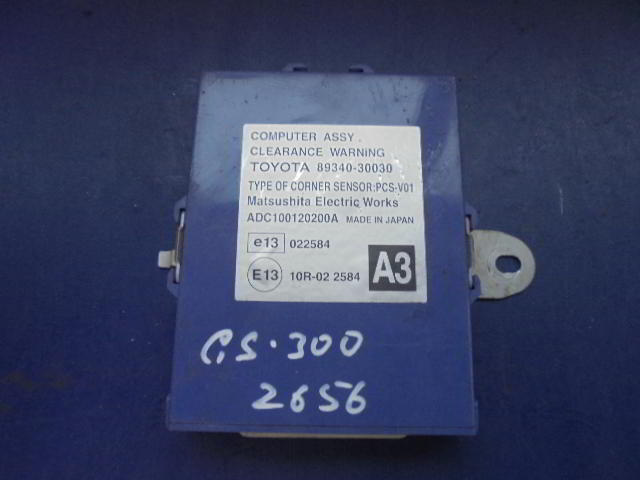 COMPUTER ASSY.
CLEARANCE WARNING
TOYOTA 89340-30030
TYPE OF CORNER SENSOR:PCS-V01
Matsushita Electric Works
ADC100120200A MADE IN JAPAN
e13 022584
E13 10R-02 2584 A3
GS·300
2656